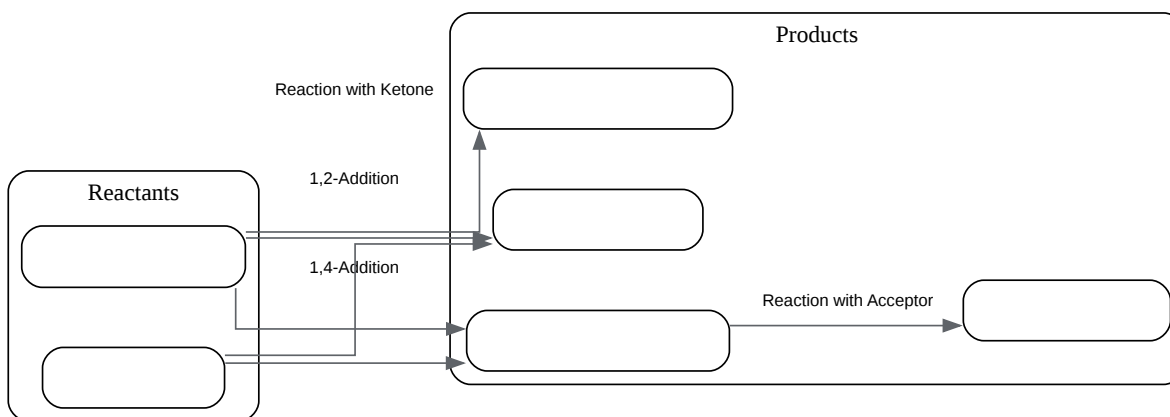 Products
Reaction with Ketone
1,2-Addition
Reactants
1,4-Addition
Reaction with Acceptor